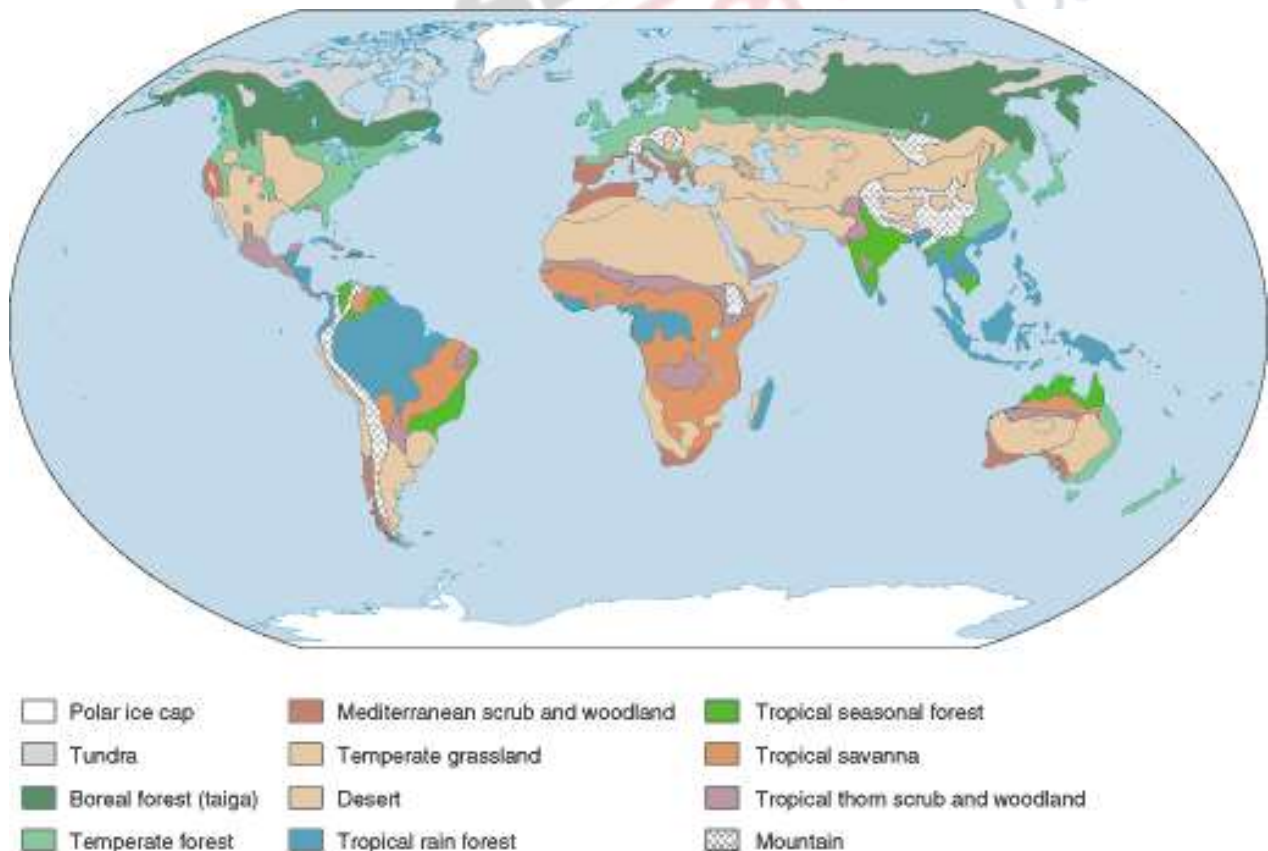 Polar ice cap
Tundra
Boreal forest (taiga)
Temperate forest
Mediterranean scrub and woodland
Temperate grassland
Desert
Tropical rain forest
Tropical seasonal forest
Tropical savanna
Tropical thorn scrub and woodland
Mountain